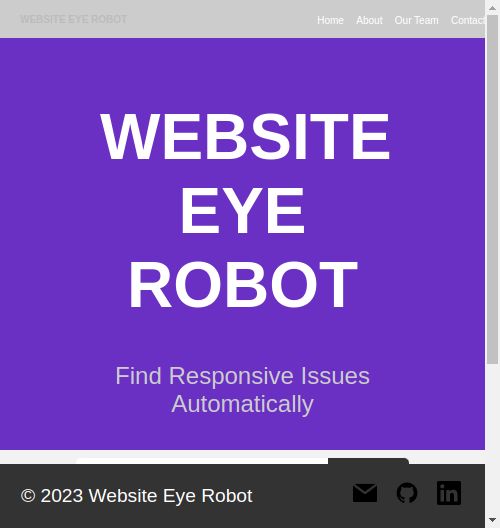 WEBSITE EYE ROBOT
Home About Our Team Contact
WEBSITE
EYE
ROBOT
Find Responsive Issues
Automatically
© 2023 Website Eye Robot